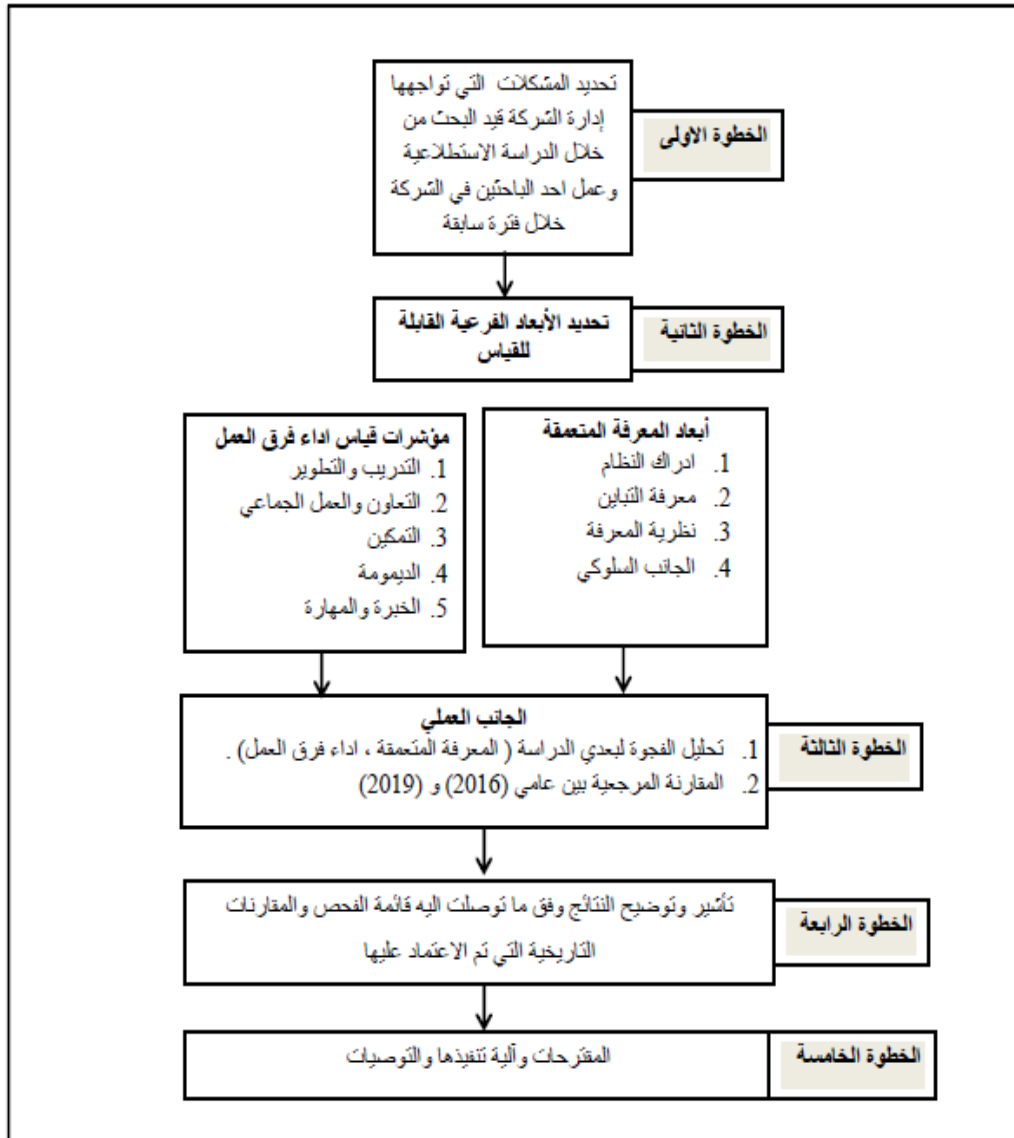 تحديد المشكلات التي تواجهها
إدارة الشركة قيد البحث من
خلال الدراسة الاستطلاعية
وعمل احد الباحثين في الشركة
خلال فترة سابقة
الخطوة الاولى
تحديد الأبعاد الفرعية القابلة
للقياس
الخطوة الثانية
أبعاد المعرفة المتعمقة
1. ادراك النظام
2. معرفة التباين
3. نظرية المعرفة
4. الجانب السلوكي
مؤشرات قياس اداء فرق العمل
1. التدريب والتطوير
2. التعاون والعمل الجماعي
3. التمكين
4. الديمومة
5. الخبرة والمهارة
الجانب العملي
1. تحليل الفجوة لبعدي الدراسة ( المعرفة المتعمقة ، اداء فرق العمل) .
2. المقارنة المرجعية بين عامي (2016) و (2019)
الخطوة الثالثة
تأشير وتوضيح النتائج وفق ما توصلت اليه قائمة الفحص والمقارنات
التاريخية التي تم الاعتماد عليها
الخطوة الرابعة
المقترحات وآلية تنفيذها والتوصيات
الخطوة الخامسة